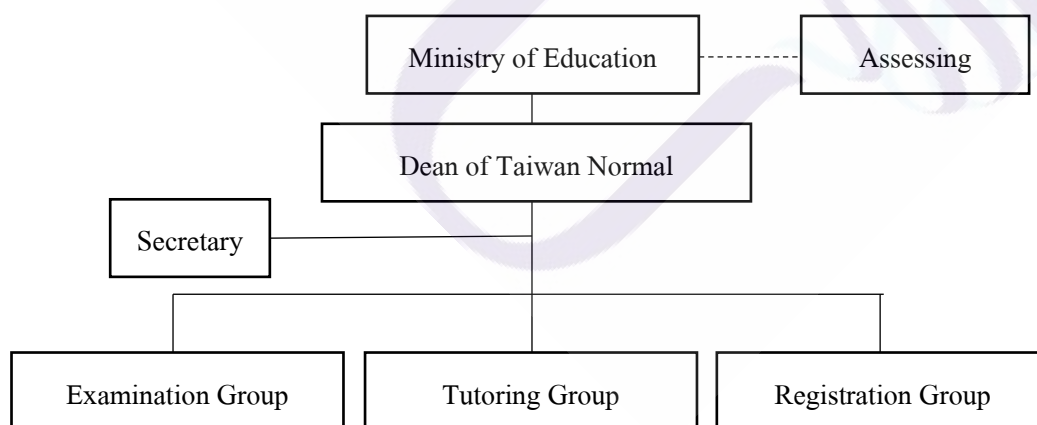 Ministry of Education
Assessing
Dean of Taiwan Normal
Secretary
Examination Group
Tutoring Group
Registration Group